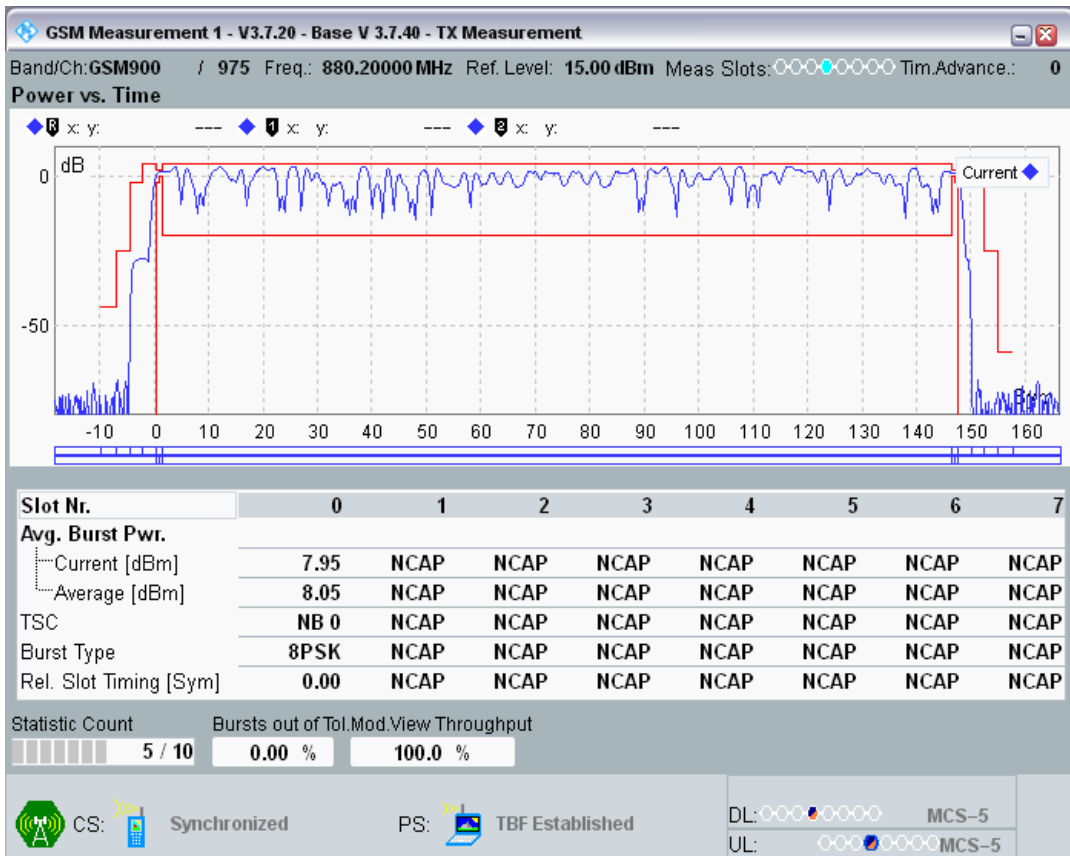 GSM Measurement 1 - V3.7.20 - Base V 3.7.40 - TX Measurement
Band/Ch:GSM900 / 975 Freq.: 880.20000 MHz Ref. Level: 15.00 dBm Meas Slots: Tim.Advance.: 0
Power vs. Time
R x: y: --- 1 x: y: --- 2 x: y: ---
dB
Current
0
-50
-10 0 10 20 30 40 50 60 70 80 90 100 110 120 130 140 150 160
Slot Nr. 0 1 2 3 4 5 6 7
Avg. Burst Pwr.
Current [dBm] 7.95 NCAP NCAP NCAP NCAP NCAP NCAP NCAP
Average [dBm] 8.05 NCAP NCAP NCAP NCAP NCAP NCAP NCAP
TSC NB 0 NCAP NCAP NCAP NCAP NCAP NCAP NCAP
Burst Type 8PSK NCAP NCAP NCAP NCAP NCAP NCAP NCAP
Rel. Slot Timing [Sym] 0.00 NCAP NCAP NCAP NCAP NCAP NCAP NCAP
Statistic Count Bursts out of Tol. Mod.View Throughput
5 / 10 0.00 % 100.0 %
CS: Synchronized PS: TBF Established DL: MCS-5
UL: MCS-5